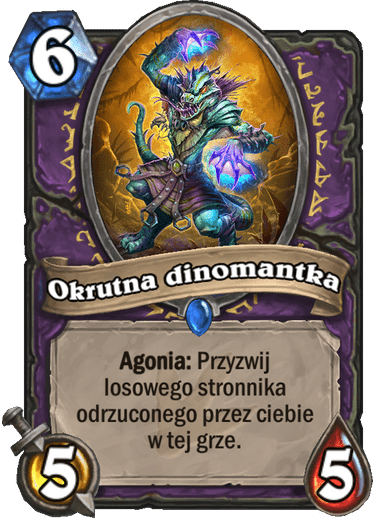 6
Okrutna dinomantka
Agonia: Przyzwij
losowego stronnika
odrzuconego przez ciebie
w tej grze.
5
5